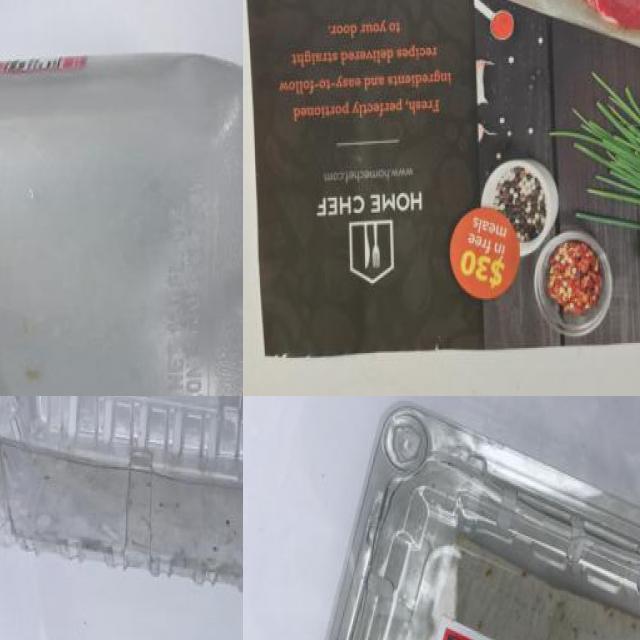 Fresh, perfectly portioned
ingredients and easy-to-follow
recipes delivered straight
to your door.
www.homechef.com
HOME CHEF
$30
in free
meals